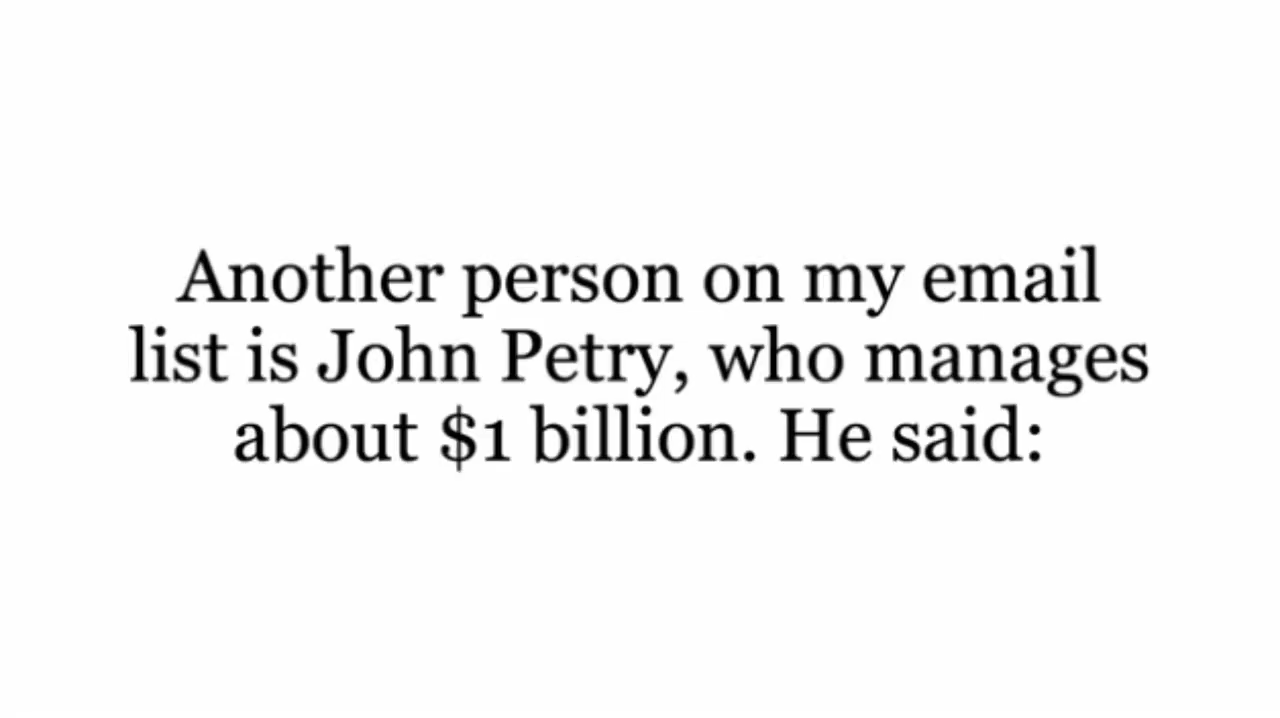 Another person on my email
list is John Petry, who manages
about $1 billion. He said: